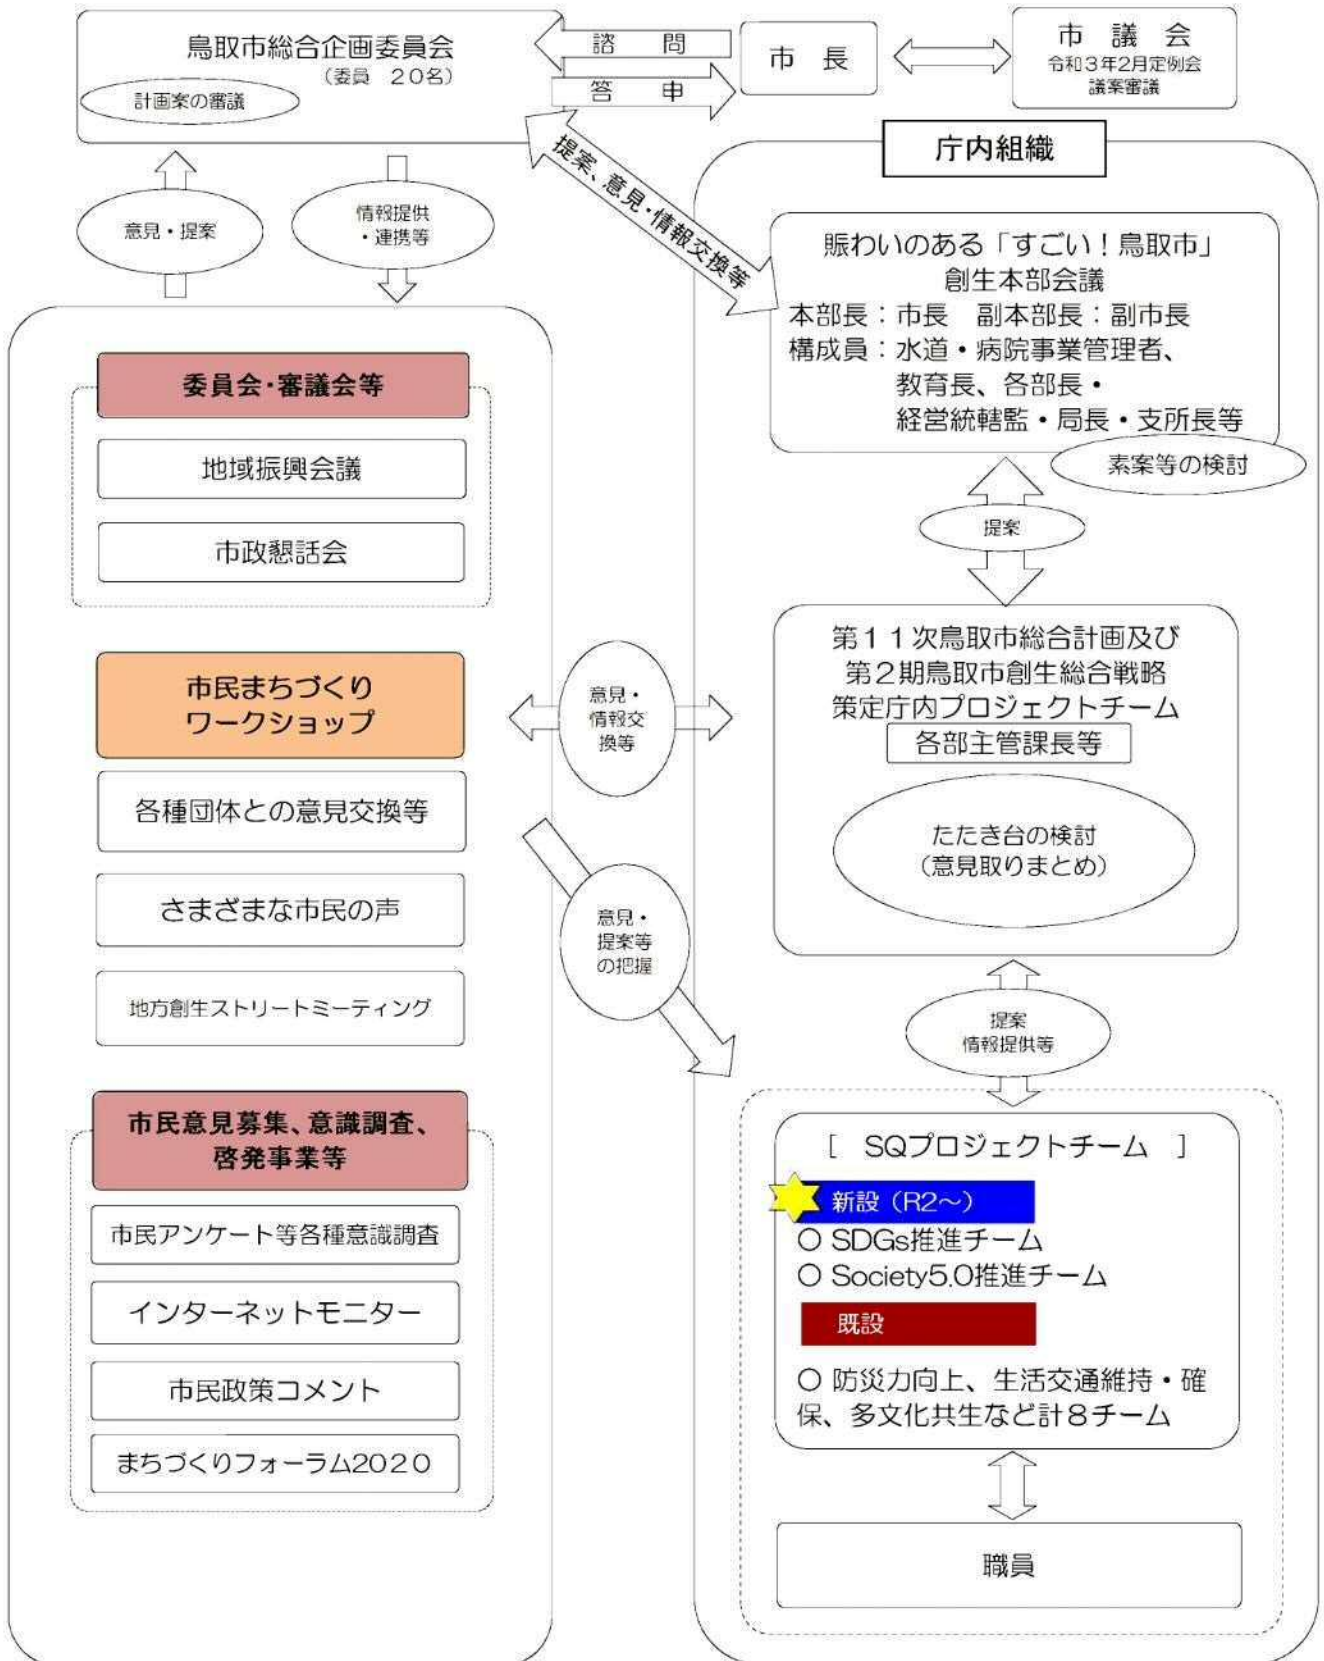 鳥取市総合企画委員会
(委員 20名)
計画案の審議
諮 問
答 申
市 長
市 議 会
令和3年2月定例会
議案審議
意見・提案
情報提供
・連携等
提案、意見・情報交換等
委員会・審議会等
地域振興会議
市政懇話会
市民まちづくり
ワークショップ
各種団体との意見交換等
さまざまな市民の声
地方創生ストリートミーティング
市民意見募集、意識調査、
啓発事業等
市民アンケート等各種意識調査
インターネットモニター
市民政策コメント
まちづくりフォーラム2020
意見・
情報交
換等
意見・
提案等
の把握
庁内組織
賑わいのある「すごい!鳥取市」
創生本部会議
本部長:市長 副本部長:副市長
構成員:水道・病院事業管理者、
教育長、各部長・
経営統轄監・局長・支所長等
素案等の検討
提案
第11次鳥取市総合計画及び
第2期鳥取市創生総合戦略
策定庁内プロジェクトチーム
各部主管課長等
たたき台の検討
(意見取りまとめ)
提案
情報提供等
[ SQプロジェクトチーム ]
新設(R2~)
○ SDGs推進チーム
○ Society5.0推進チーム
既設
○ 防災力向上、生活交通維持・確
保、多文化共生など計8チーム
職員